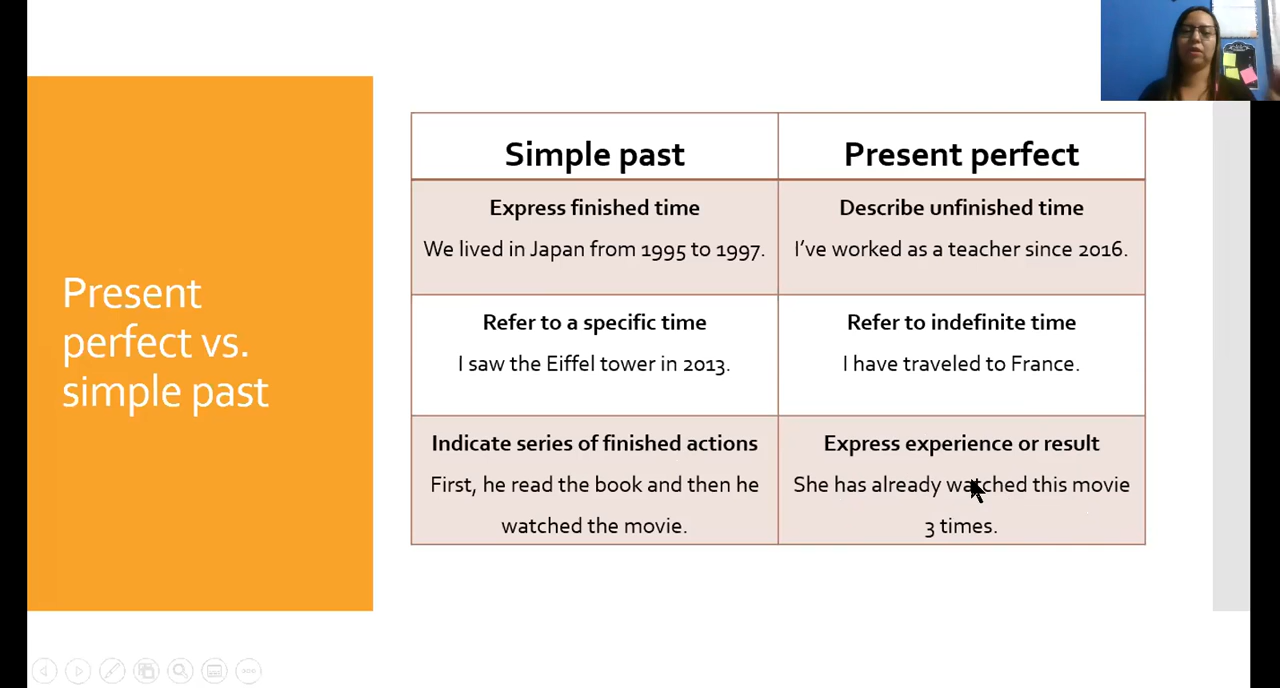 Present
perfect vs.
simple past
Simple past
Present perfect
Express finished time
We lived in Japan from 1995 to 1997.
Describe unfinished time
I’ve worked as a teacher since 2016.
Refer to a specific time
I saw the Eiffel tower in 2013.
Refer to indefinite time
I have traveled to France.
Indicate series of finished actions
First, he read the book and then he
watched the movie.
Express experience or result
She has already watched this movie
3 times.